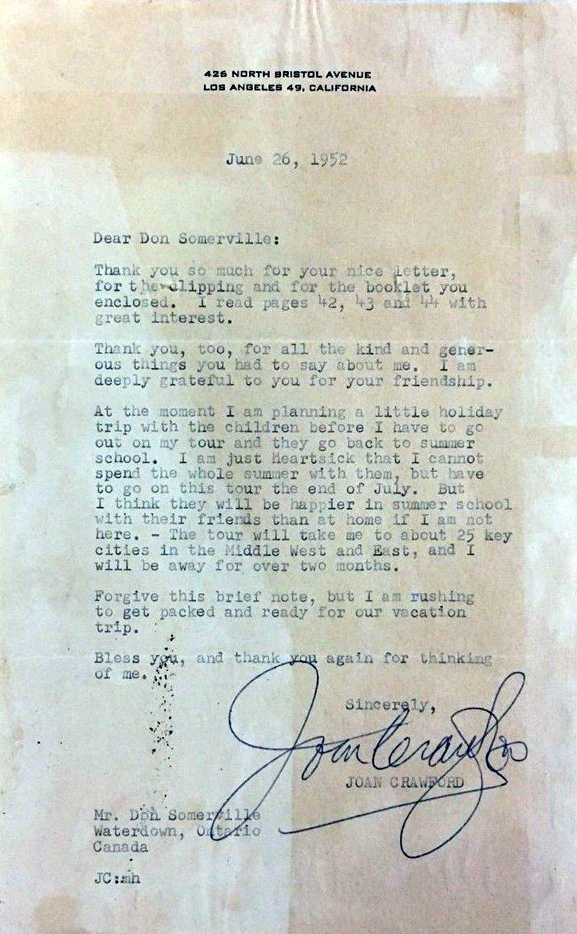 426 NORTH BRISTOL AVENUE
LOS ANGELES 49, CALIFORNIA
June 26, 1952
Dear Don Somerville:
Thank you so much for your nice letter,
for the clipping and for the booklet you
enclosed. I read pages 42, 43 and 44 with
great interest.
Thank you, too, for all the kind and gener-
ous things you had to say about me. I am
deeply grateful to you for your friendship.
At the moment I am planning a little holiday
trip with the children before I have to go
out on my tour and they go back to summer
school. I am just heartsick that I cannot
spend the whole summer with them, but have
to go on this tour the end of July. But
I think they will be happier in summer school
with their friends than at home if I am not
here. - The tour will take me to about 25 key
cities in the Middle West and East, and I
will be away for over two months.
Forgive this brief note, but I am rushing
to get packed and ready for our vacation
trip.
Bless you, and thank you again for thinking
of me.
Sincerely,
Joan Crawford
JOAN CRAWFORD
Mr. Don Somerville
Waterdown, Ontario
Canada
JC:mh